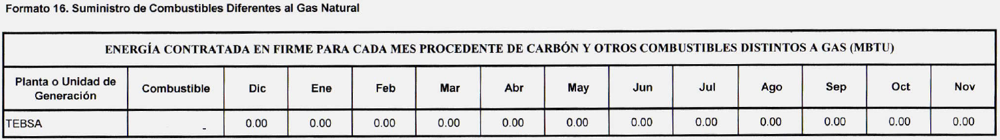 Formato 16. Suministro de Combustibles Diferentes al Gas Natural
ENERGÍA CONTRATADA EN FIRME PARA CADA MES PROCEDENTE DE CARBÓN Y OTROS COMBUSTIBLES DISTINTOS A GAS (MBTU)
Planta o Unidad de Generación Combustible Dic Ene Feb Mar Abr May Jun Jul Ago Sep Oct Nov
TEBSA - 0.00 0.00 0.00 0.00 0.00 0.00 0.00 0.00 0.00 0.00 0.00 0.00